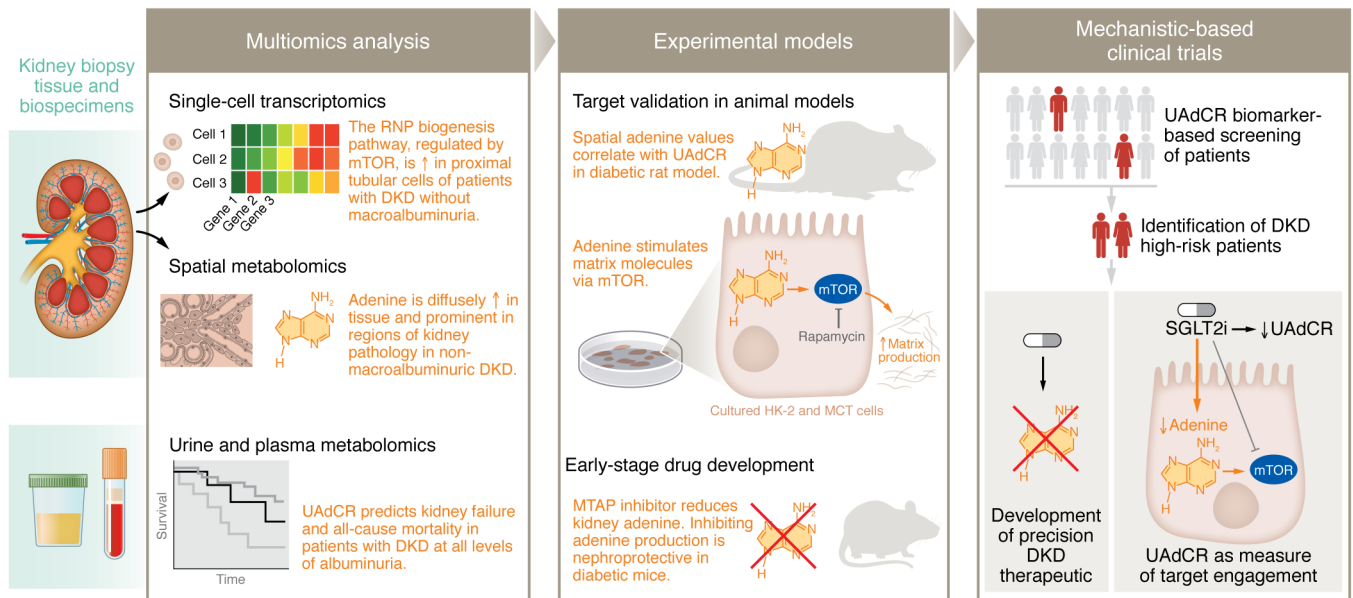 Kidney biopsy
tissue and
biospecimens
Multiomics analysis
Single-cell transcriptomics
Cell 1
Cell 2
Cell 3
Gene 1
Gene 2
Gene 3
The RNP biogenesis
pathway, regulated by
mTOR, is ↑ in proximal
tubular cells of patients
with DKD without
macroalbuminuria.
Spatial metabolomics
NH2
N
N
N
N
H
Adenine is diffusely ↑ in
tissue and prominent in
regions of kidney
pathology in non-
macroalbuminuric DKD.
Urine and plasma metabolomics
Survival
Time
UAdCR predicts kidney failure
and all-cause mortality in
patients with DKD at all levels
of albuminuria.
Experimental models
Target validation in animal models
Spatial adenine values
correlate with UAdCR
in diabetic rat model.
NH2
N
N
N
N
H
Adenine stimulates
matrix molecules
via mTOR.
NH2
N
N
N
N
H
mTOR
Rapamycin
↑ Matrix
production
Cultured HK-2 and MCT cells
Early-stage drug development
MTAP inhibitor reduces
kidney adenine. Inhibiting
adenine production is
nephroprotective in
diabetic mice.
NH2
N
N
N
N
H
Mechanistic-based
clinical trials
UAdCR biomarker-
based screening
of patients
Identification of DKD
high-risk patients
NH2
N
N
N
N
H
Development
of precision
DKD
therapeutic
SGLT2i → ↓ UAdCR
↓ Adenine
NH2
N
N
N
N
H
mTOR
UAdCR as measure
of target engagement